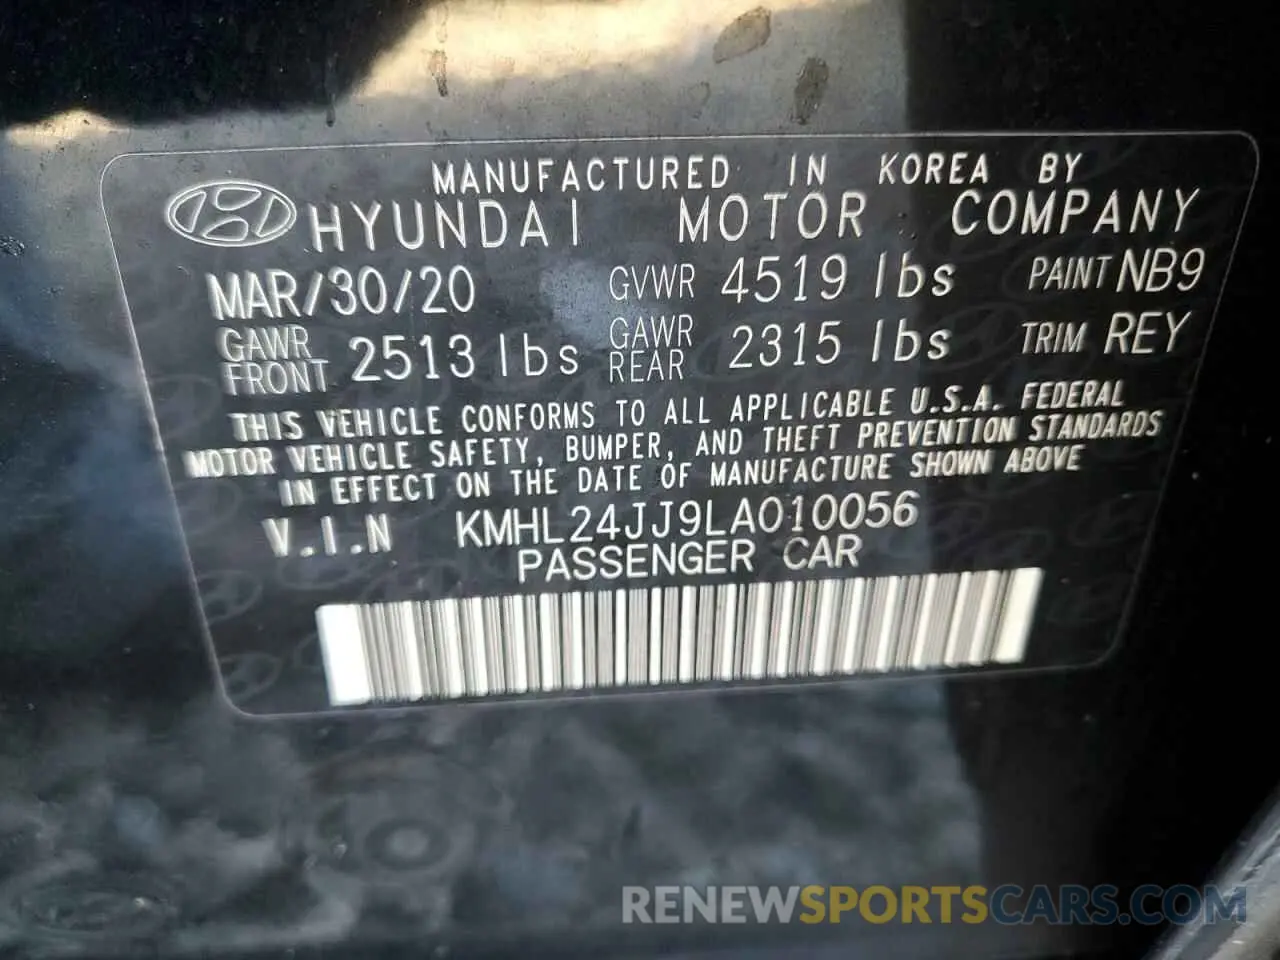 MANUFACTURED IN KOREA BY
HYUNDAI MOTOR COMPANY
MAR/30/20 GVWR 4519 lbs PAINT NB9
GAWR FRONT 2513 lbs GAWR REAR 2315 lbs TRIM REY
THIS VEHICLE CONFORMS TO ALL APPLICABLE U.S.A. FEDERAL
MOTOR VEHICLE SAFETY, BUMPER, AND THEFT PREVENTION STANDARDS
IN EFFECT ON THE DATE OF MANUFACTURE SHOWN ABOVE
V.I.N KMHL24JJ9LA010056
PASSENGER CAR
RENEWSPORTSCARS.COM